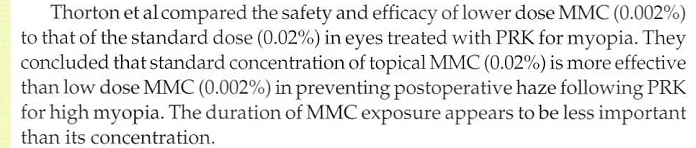 Thorton et al compared the safety and efficacy of lower dose MMC (0.002%)
to that of the standard dose (0.02%) in eyes treated with PRK for myopia. They
concluded that standard concentration of topical MMC (0.02%) is more effective
than low dose MMC (0.002%) in preventing postoperative haze following PRK
for high myopia. The duration of MMC exposure appears to be less important
than its concentration.